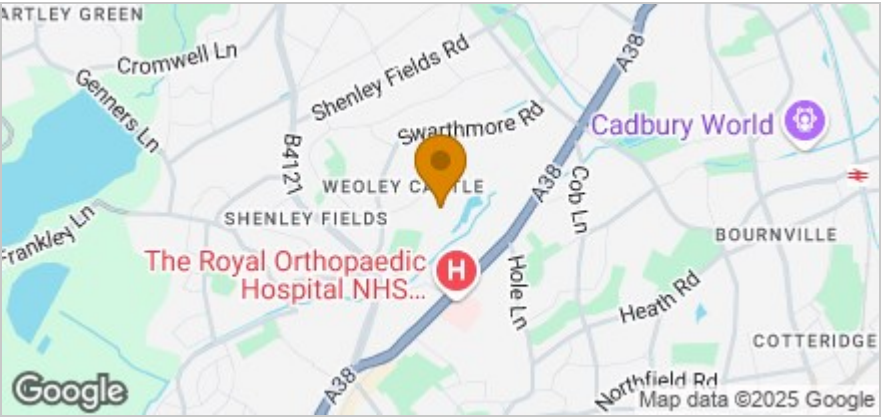 ARTLEY GREEN
Cromwell Ln
Genners Ln
Shenley Fields Rd
A38
Swarthmore Rd
Cadbury World
B4121
WEOLEY CASTLE
A38
Cob Ln
SHENLEY FIELDS
Frankley Ln
BOURNVILLE
The Royal Orthopaedic
Hospital NHS...
H
Hole Ln
Heath Rd
COTTERIDGE
A38
Northfield Rd
Google
Map data ©2025 Google